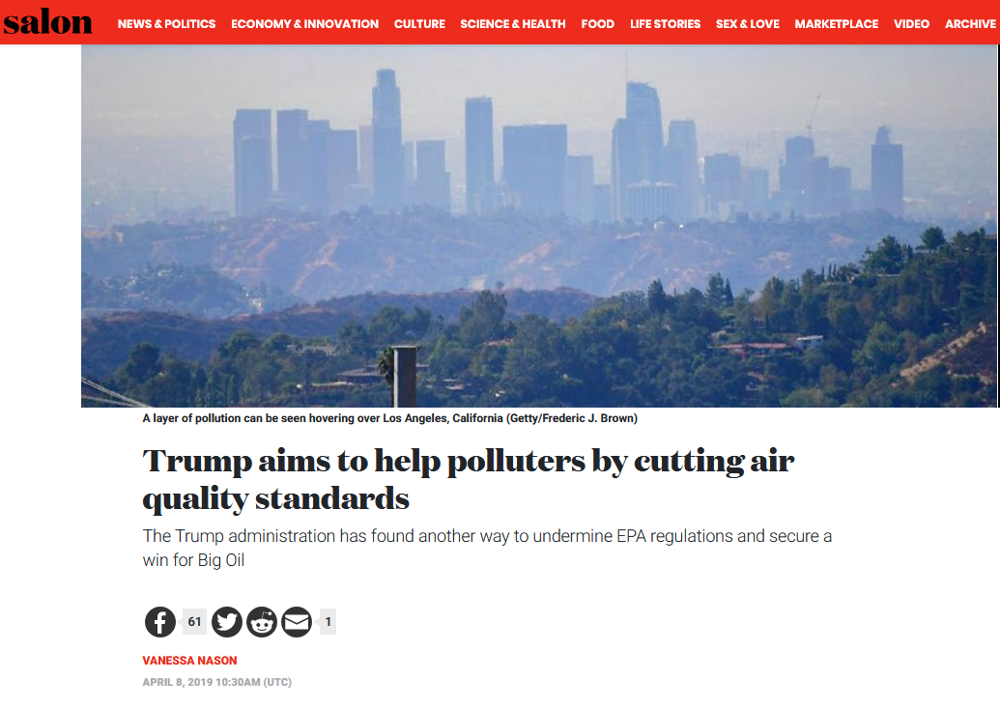 salon
NEWS & POLITICS ECONOMY & INNOVATION CULTURE SCIENCE & HEALTH FOOD LIFE STORIES SEX & LOVE MARKETPLACE VIDEO ARCHIVE
A layer of pollution can be seen hovering over Los Angeles, California (Getty/Frederic J. Brown)
Trump aims to help polluters by cutting air
quality standards
The Trump administration has found another way to undermine EPA regulations and secure a
win for Big Oil
61 1
VANESSA NASON
APRIL 8, 2019 10:30AM (UTC)